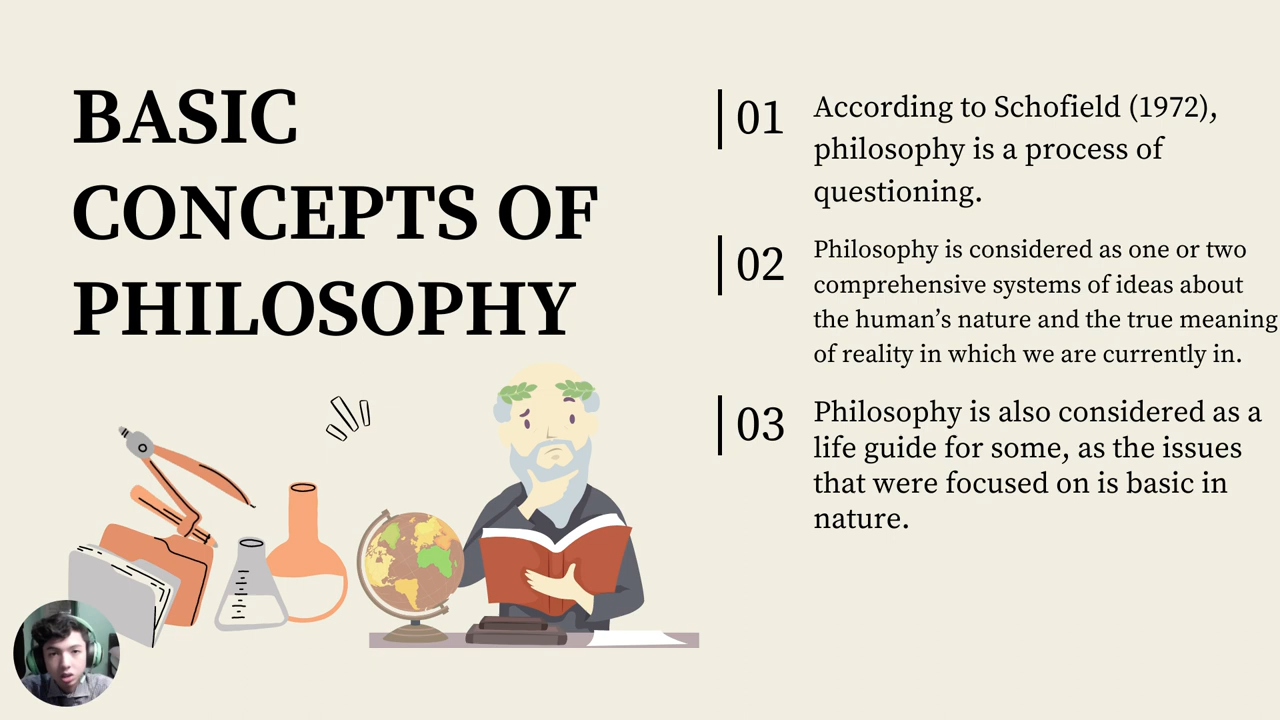 BASIC
CONCEPTS OF
PHILOSOPHY
01
According to Schofield (1972),
philosophy is a process of
questioning.
02
Philosophy is considered as one or two
comprehensive systems of ideas about
the human’s nature and the true meaning
of reality in which we are currently in.
03
Philosophy is also considered as a
life guide for some, as the issues
that were focused on is basic in
nature.